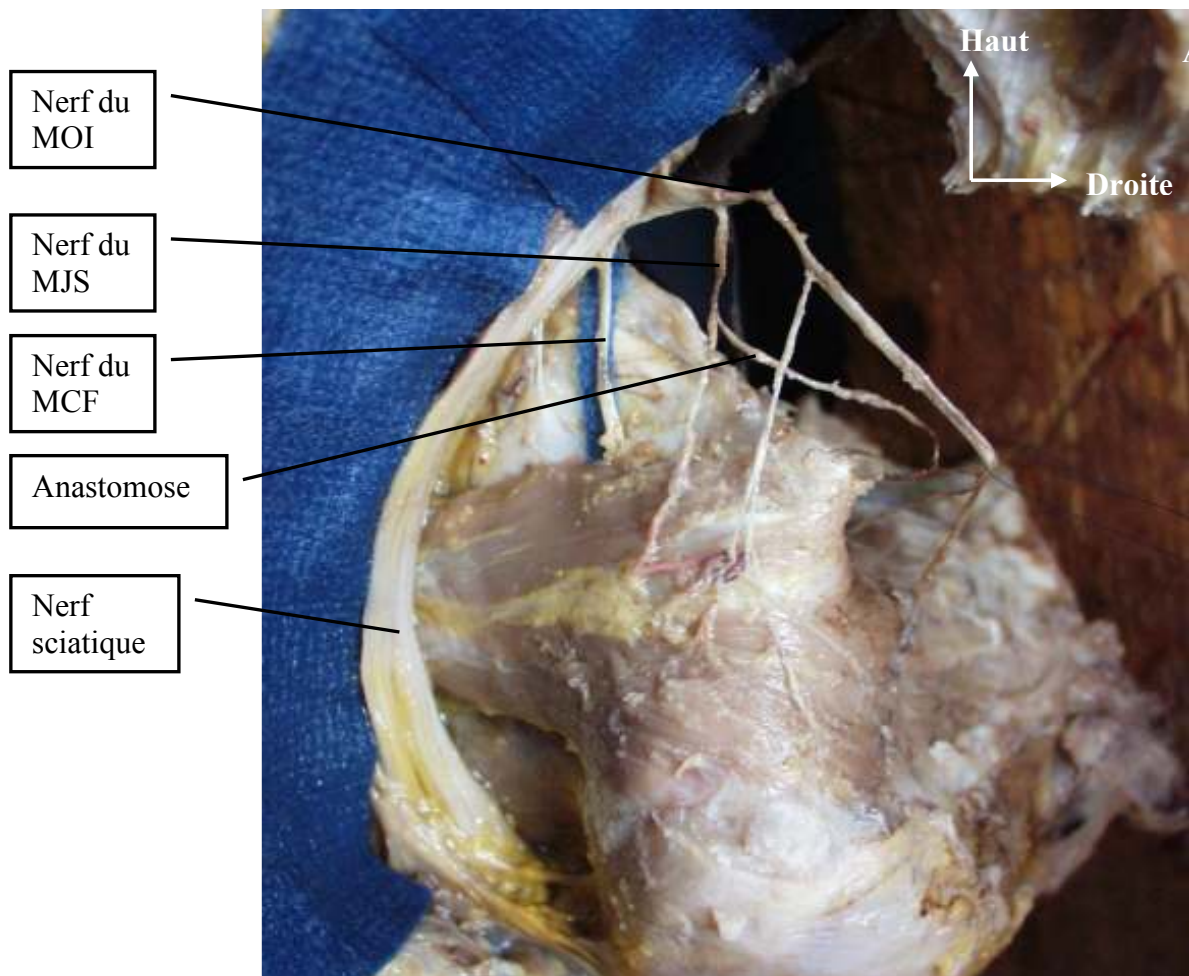 Haut
Droite
Nerf du
MOI
Nerf du
MJS
Nerf du
MCF
Anastomose
Nerf
sciatique